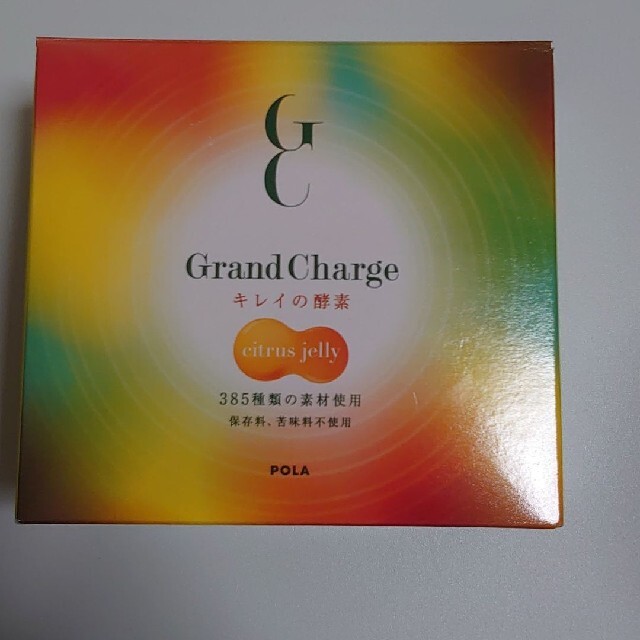 GC
Grand Charge
キレイの酵素
citrus jelly
385種類の素材使用
保存料、苦味料不使用
POLA